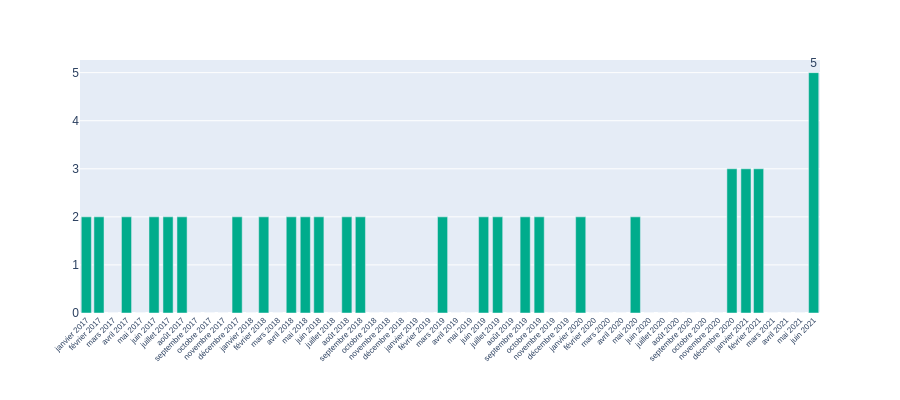 5
5
4
3
2
1
0
janvier 2017
février 2017
mars 2017
avril 2017
mai 2017
juin 2017
juillet 2017
août 2017
septembre 2017
octobre 2017
novembre 2017
décembre 2017
janvier 2018
février 2018
mars 2018
avril 2018
mai 2018
juin 2018
juillet 2018
août 2018
septembre 2018
octobre 2018
novembre 2018
décembre 2018
janvier 2019
février 2019
mars 2019
avril 2019
mai 2019
juin 2019
juillet 2019
août 2019
septembre 2019
octobre 2019
novembre 2019
décembre 2019
janvier 2020
février 2020
mars 2020
avril 2020
mai 2020
juin 2020
juillet 2020
août 2020
septembre 2020
octobre 2020
novembre 2020
décembre 2020
janvier 2021
février 2021
mars 2021
avril 2021
mai 2021
juin 2021